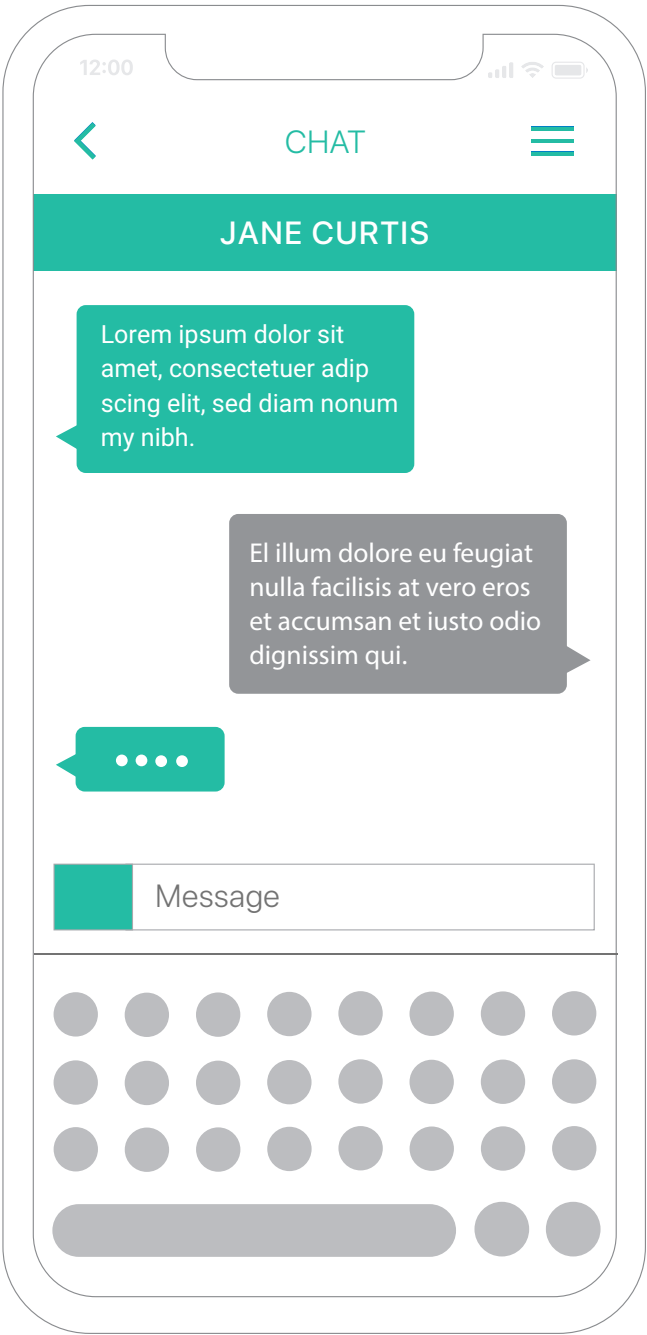 12:00
CHAT
JANE CURTIS
Lorem ipsum dolor sit
amet, consectetuer adip
scing elit, sed diam nonum
my nibh.
El illum dolore eu feugiat
nulla facilisis at vero eros
et accumsan et iusto odio
dignissim qui.
Message